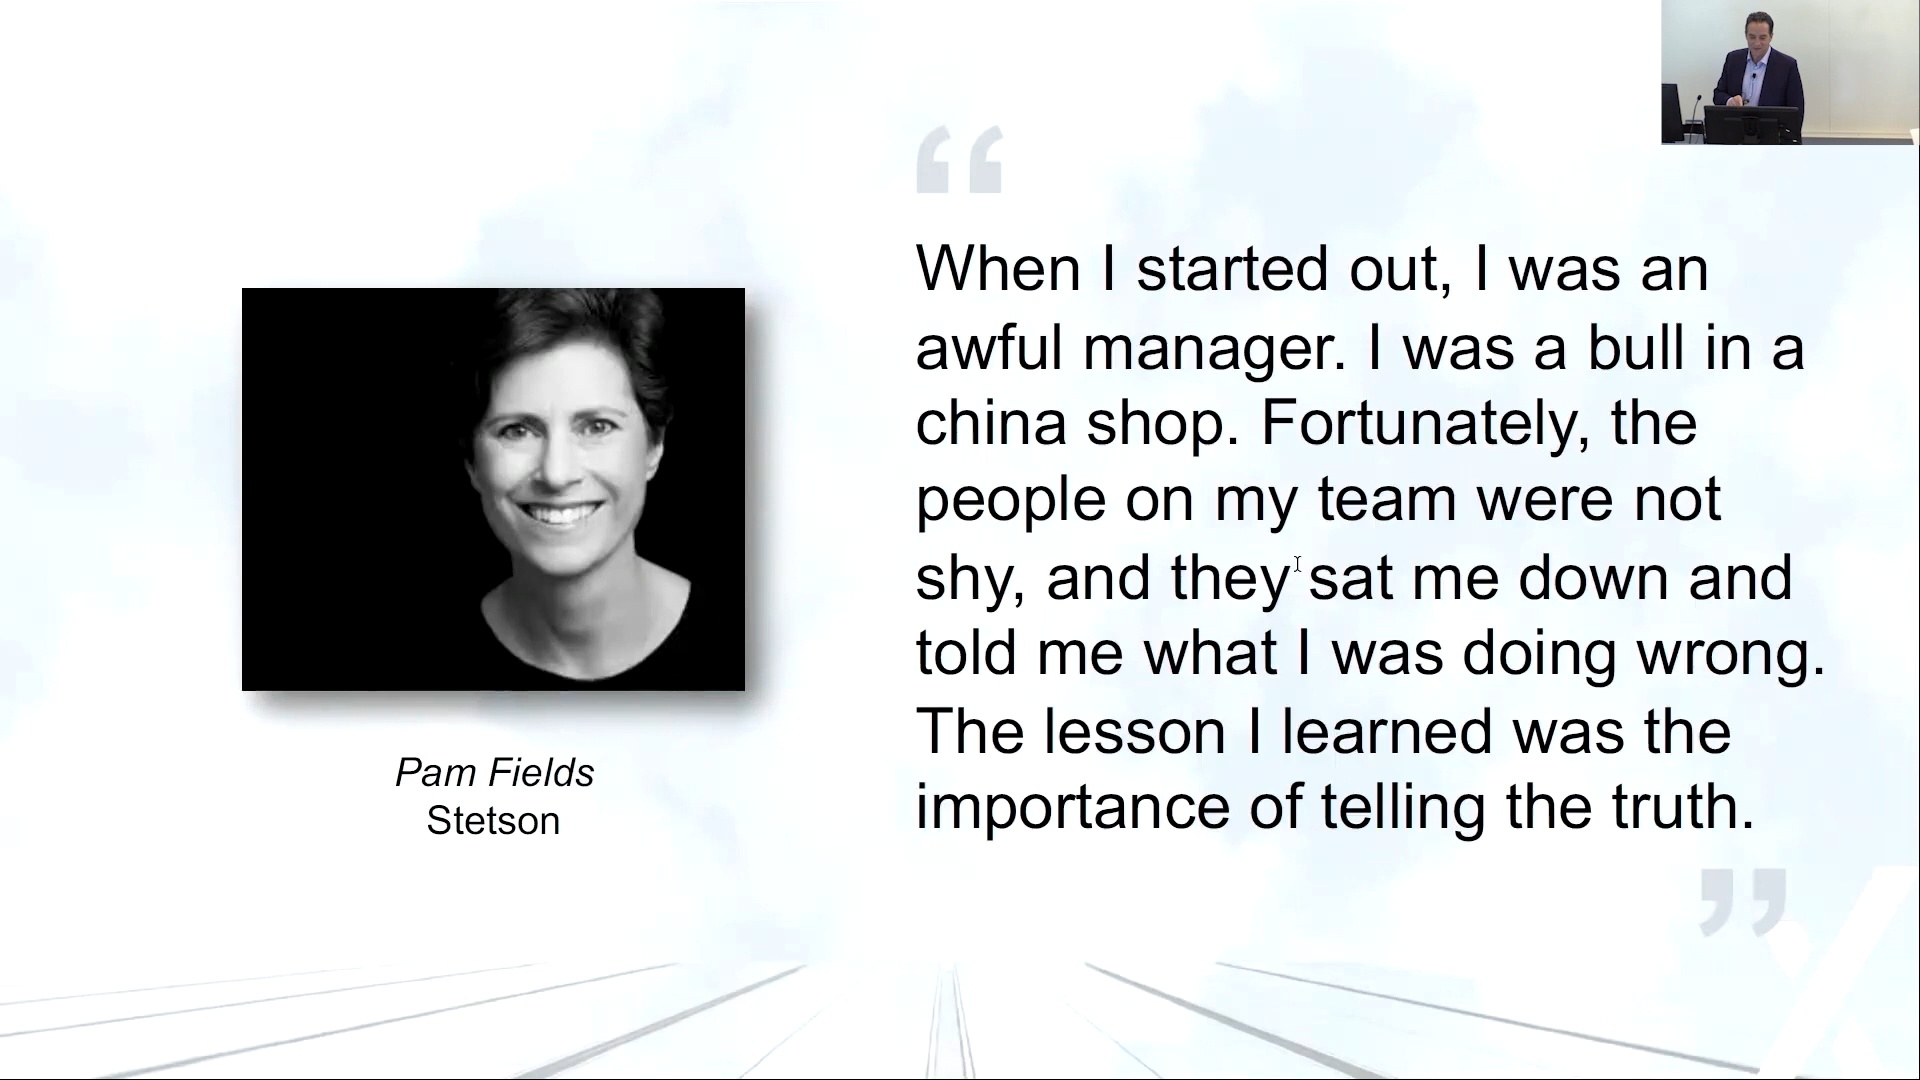 “
When I started out, I was an
awful manager. I was a bull in a
china shop. Fortunately, the
people on my team were not
shy, and they sat me down and
told me what I was doing wrong.
The lesson I learned was the
importance of telling the truth.
”
Pam Fields
Stetson